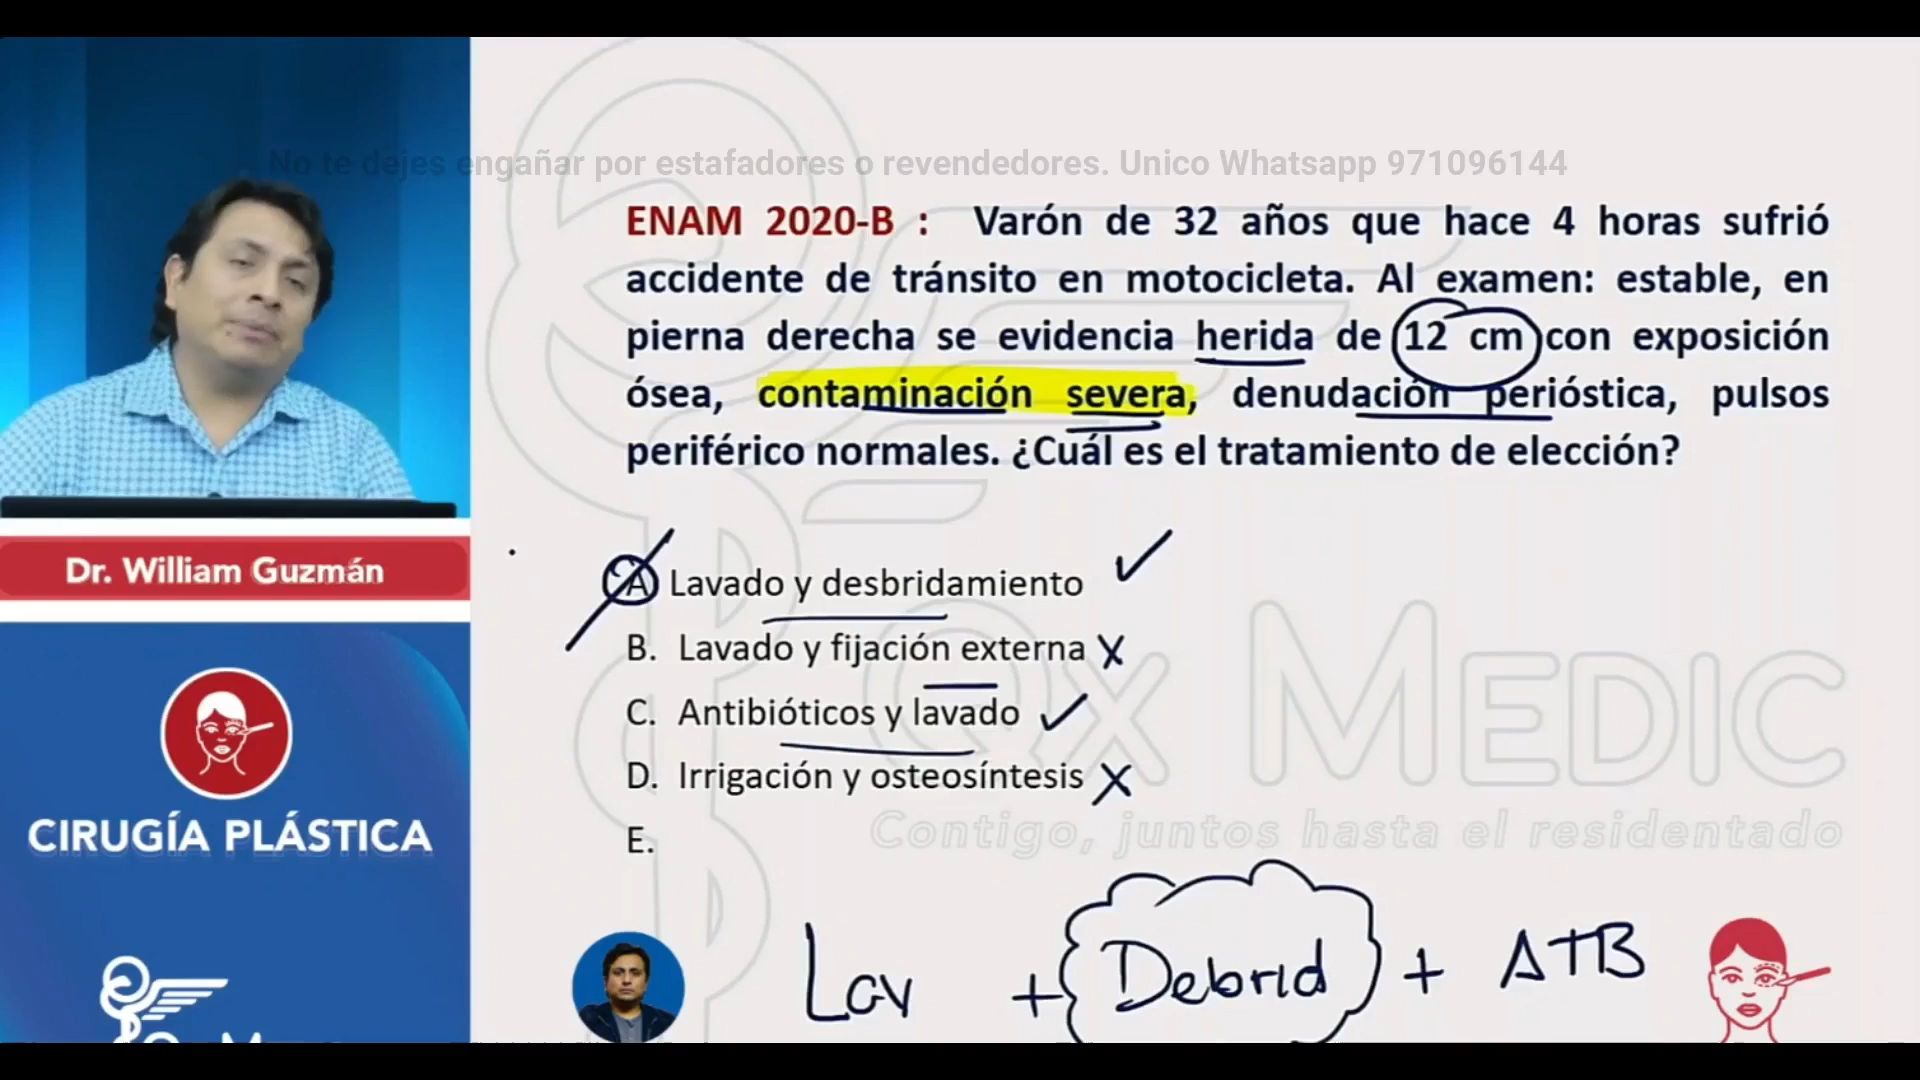 No te dejes engañar por estafadores o revendedores. Unico Whatsapp 971096144
ENAM 2020-B : Varón de 32 años que hace 4 horas sufrió
accidente de tránsito en motocicleta. Al examen: estable, en
pierna derecha se evidencia herida de 12 cm con exposición
ósea, contaminación severa, denudación perióstica, pulsos
periférico normales. ¿Cuál es el tratamiento de elección?
A Lavado y desbridamiento
B. Lavado y fijación externa
C. Antibióticos y lavado
D. Irrigación y osteosíntesis
E.
Lav + Debrid + ATB
Dr. William Guzmán
CIRUGÍA PLÁSTICA
QX MEDIC
Contigo, juntos hasta el residentado